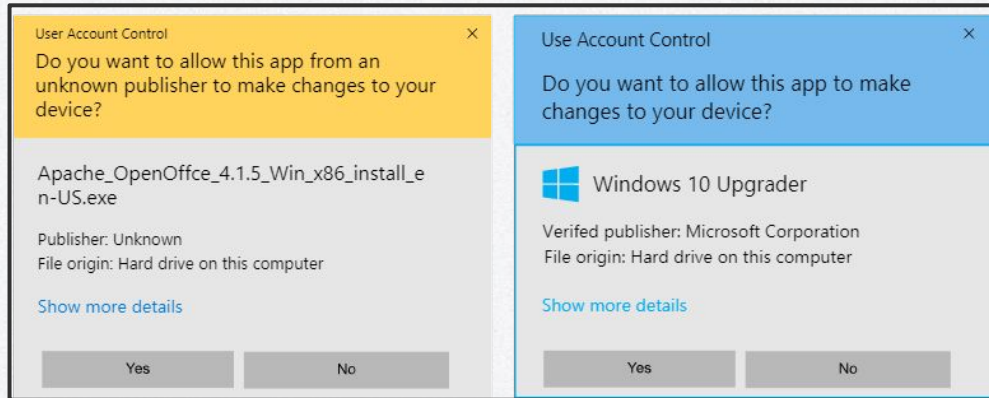 User Account Control
Do you want to allow this app from an
unknown publisher to make changes to your
device?
Apache_OpenOffce_4.1.5_Win_x86_install_e
n-US.exe
Publisher: Unknown
File origin: Hard drive on this computer
Show more details
Yes
No
Use Account Control
Do you want to allow this app to make
changes to your device?
Windows 10 Upgrader
Verifed publisher: Microsoft Corporation
File origin: Hard drive on this computer
Show more details
Yes
No